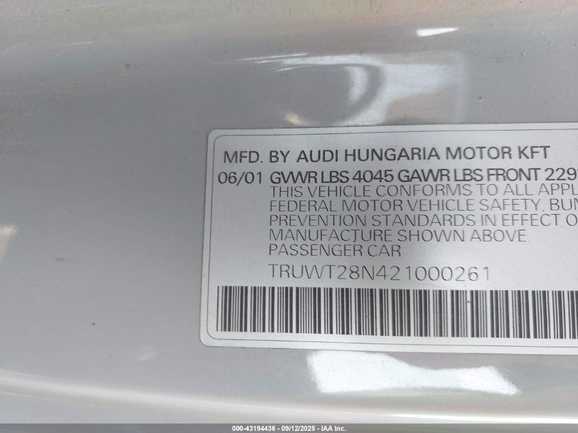 MFD. BY AUDI HUNGARIA MOTOR KFT
06/01 GVWR LBS 4045 GAWR LBS FRONT 229
THIS VEHICLE CONFORMS TO ALL APPL
FEDERAL MOTOR VEHICLE SAFETY, BUM
PREVENTION STANDARDS IN EFFECT O
MANUFACTURE SHOWN ABOVE.
PASSENGER CAR
TRUWT28N421000261
000-43194436 - 09/12/2025 - IAA Inc.